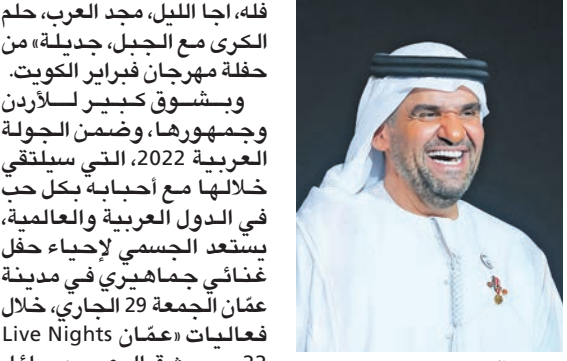 فله، اجا الليل، مجد العرب، حلم
الكرى مع الجبل، جديلة» من
حفلة مهرجان فبراير الكويت.
وبشوق كبير للأردن
وجمهورها، وضمن الجولة
العربية 2022، التي سيلتقي
خلالها مع أحبابه بكل حب
في الدول العربية والعالمية،
يستعد الجسمي لإحياء حفل
غنائي جماهيري في مدينة
عمّان الجمعة 29 الجاري، خلال
فعاليات «عمّان Live Nights